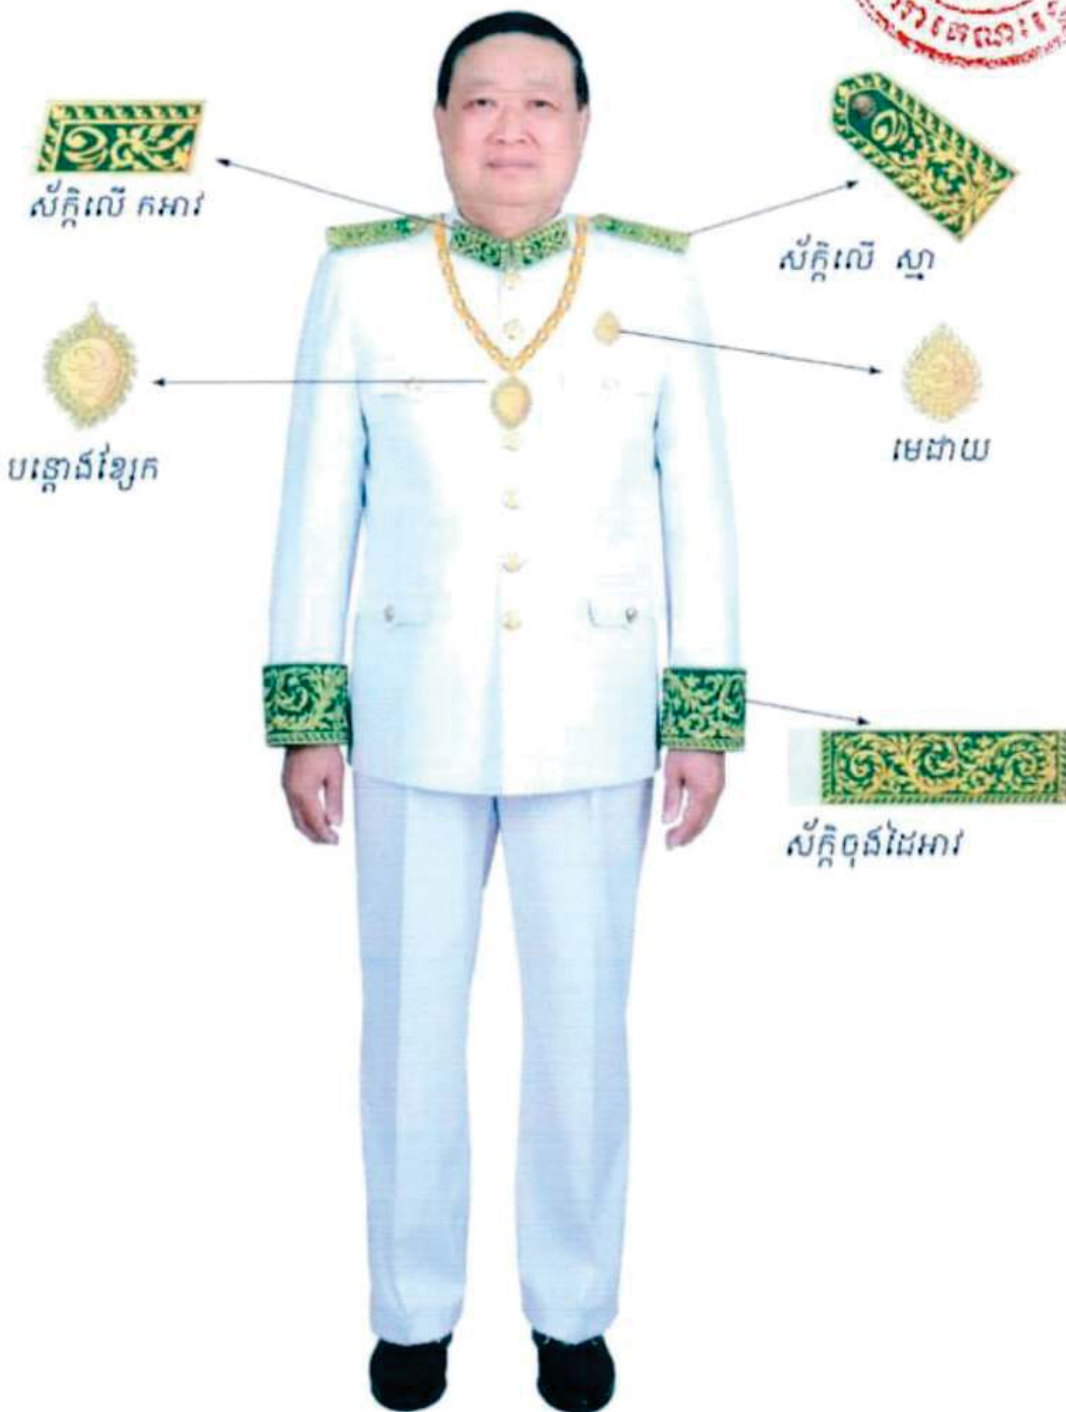 ស័ក្តិលើ កអាវ
ស័ក្តិលើ ស្មា
បន្តោងខ្សែក
មេដាយ
ស័ក្តិចុងដៃអាវ